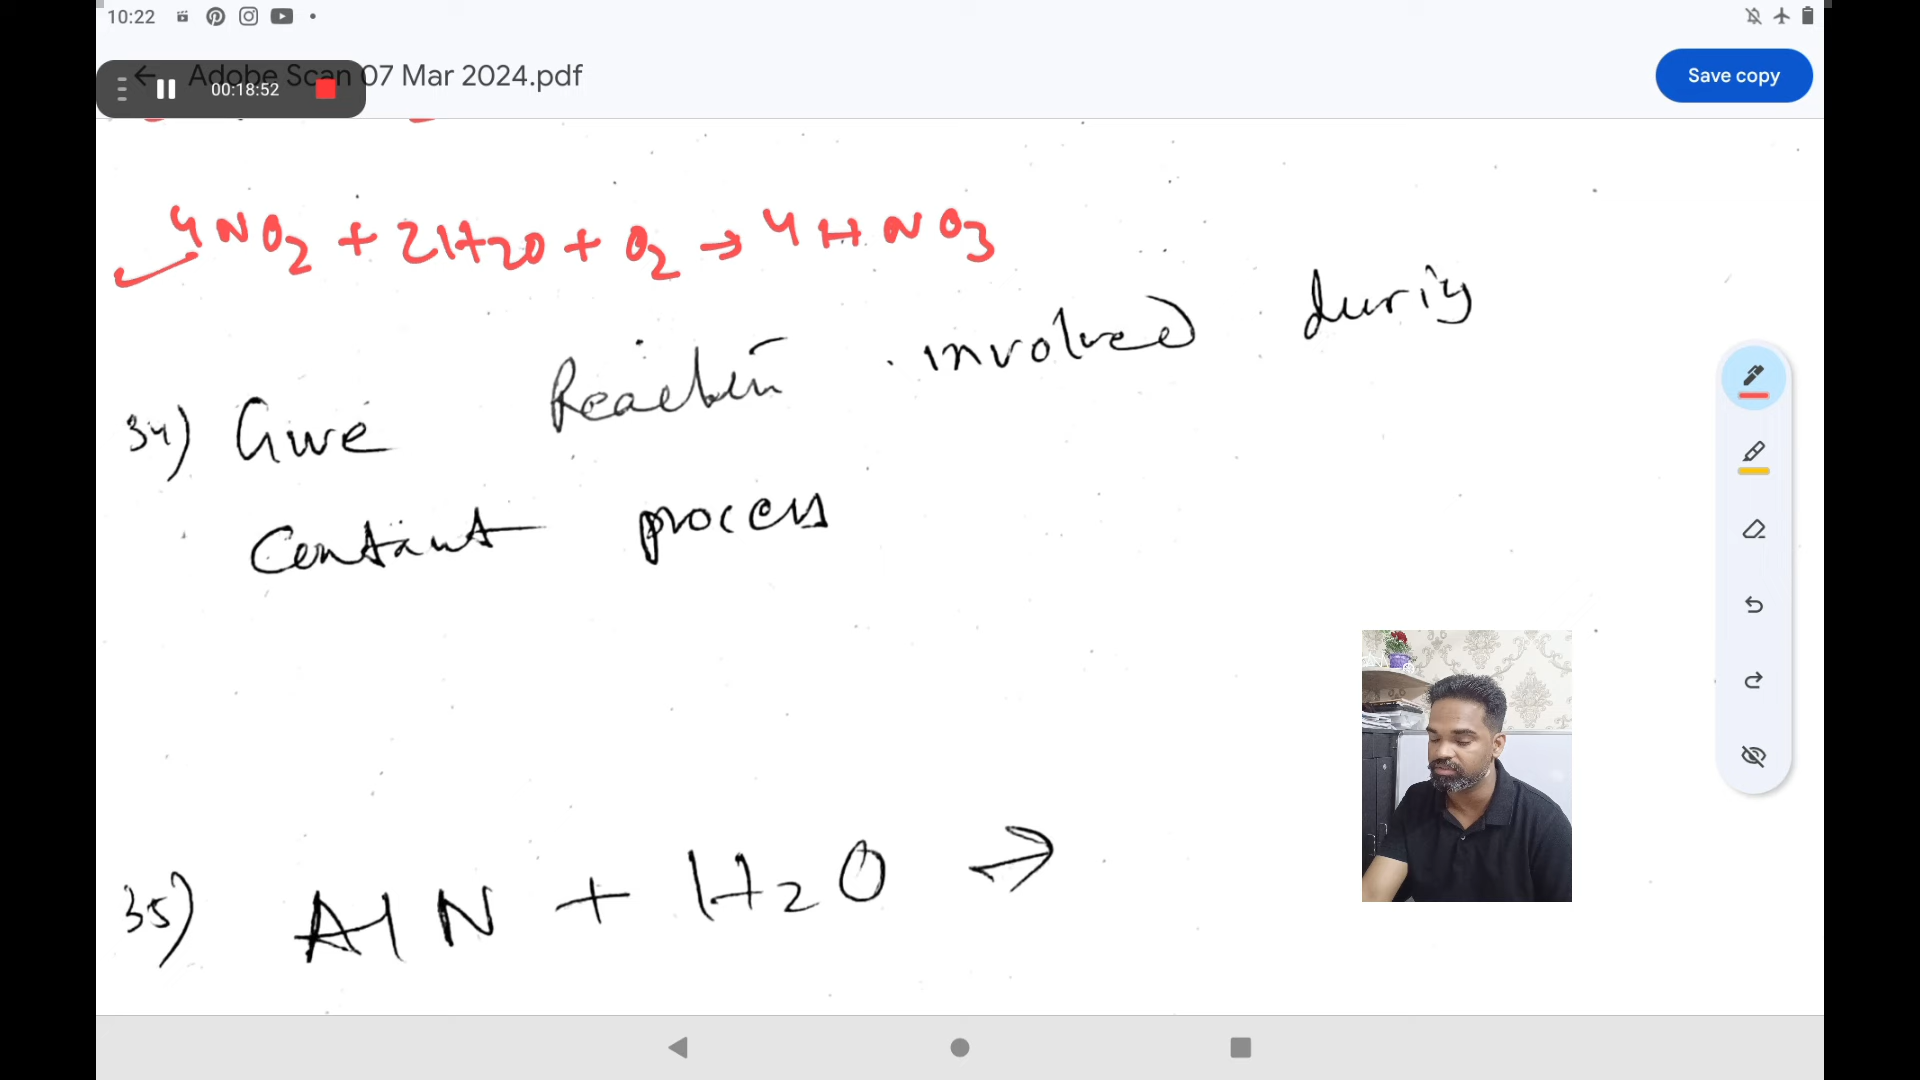 10:22
Adobe Scan 07 Mar 2024.pdf
00:18:52
Save copy
4NO2 + 2H2O + O2 → 4HNO3
34) Give Reaction involved during
Contant process
35) AlN + H2O →